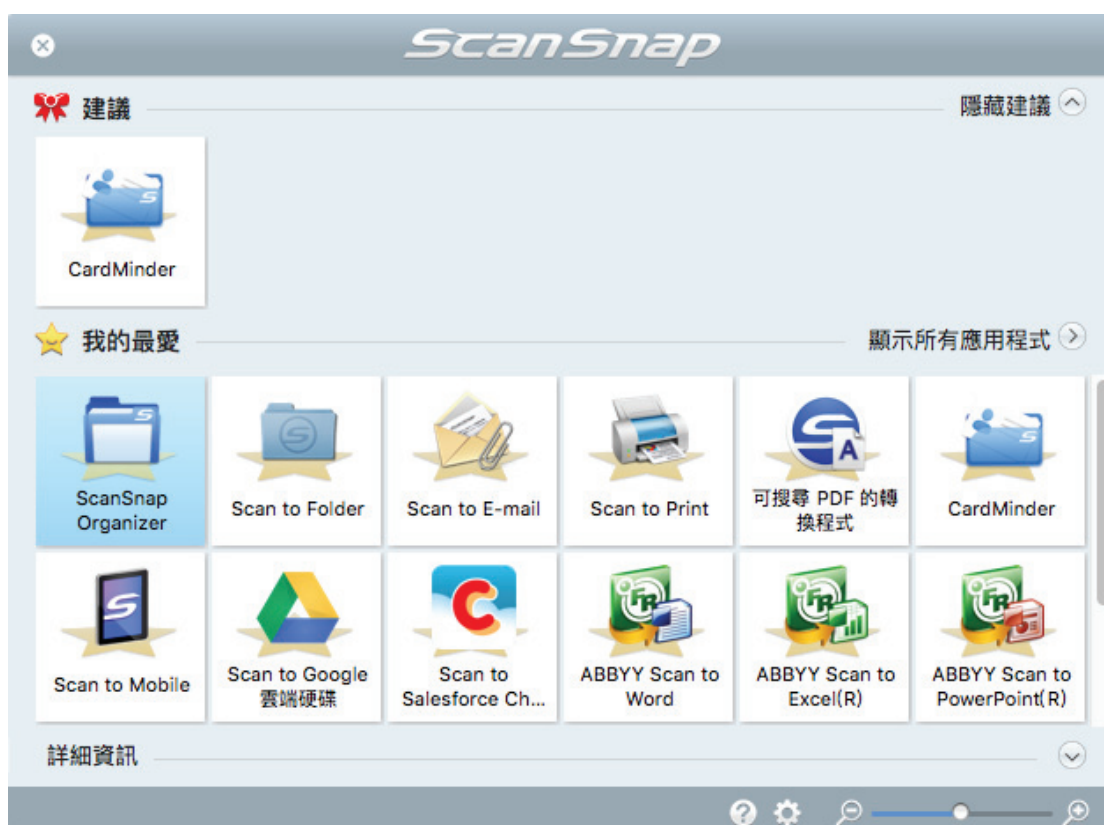 ScanSnap
建議
隱藏建議
CardMinder
我的最愛
顯示所有應用程式
ScanSnap
Organizer
Scan to Folder
Scan to E-mail
Scan to Print
可搜尋 PDF 的轉
換程式
CardMinder
Scan to Mobile
Scan to Google
雲端硬碟
Scan to
Salesforce Ch...
ABBYY Scan to
Word
ABBYY Scan to
Excel(R)
ABBYY Scan to
PowerPoint(R)
詳細資訊